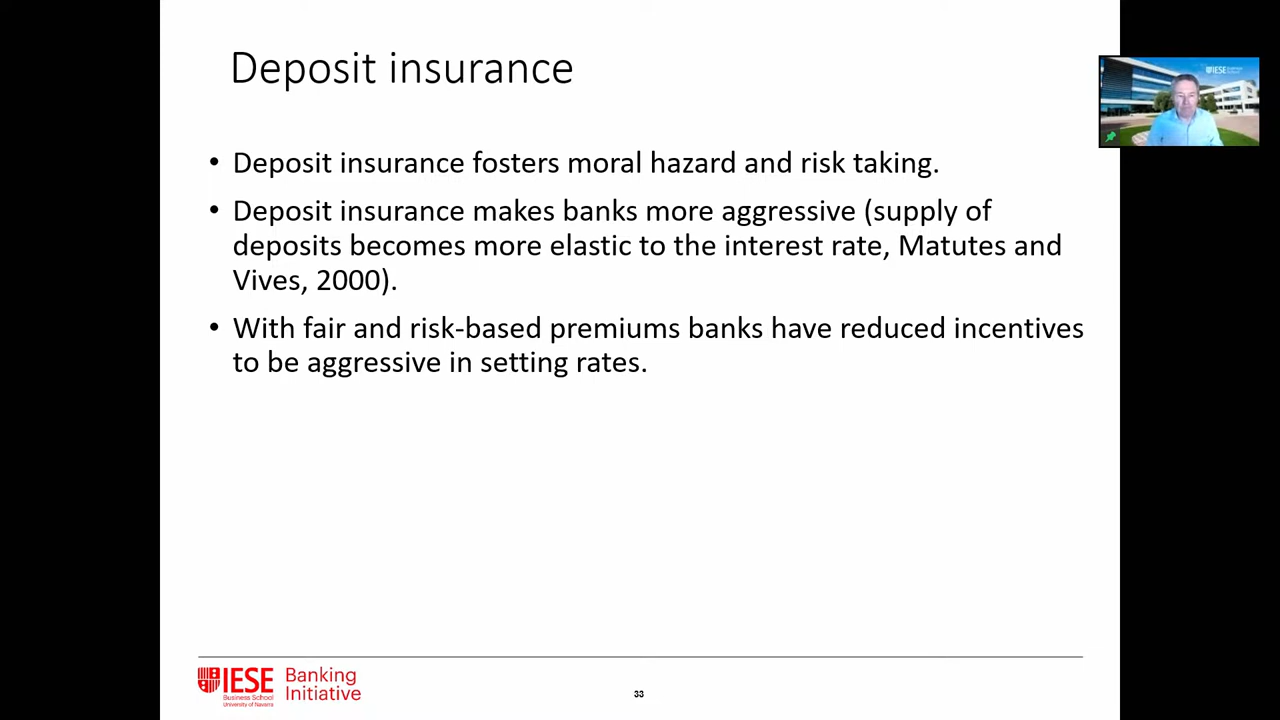 Deposit insurance
• Deposit insurance fosters moral hazard and risk taking.
• Deposit insurance makes banks more aggressive (supply of
deposits becomes more elastic to the interest rate, Matutes and
Vives, 2000).
• With fair and risk-based premiums banks have reduced incentives
to be aggressive in setting rates.
IESE
Business School
University of Navarra
Banking
Initiative
33
IESE